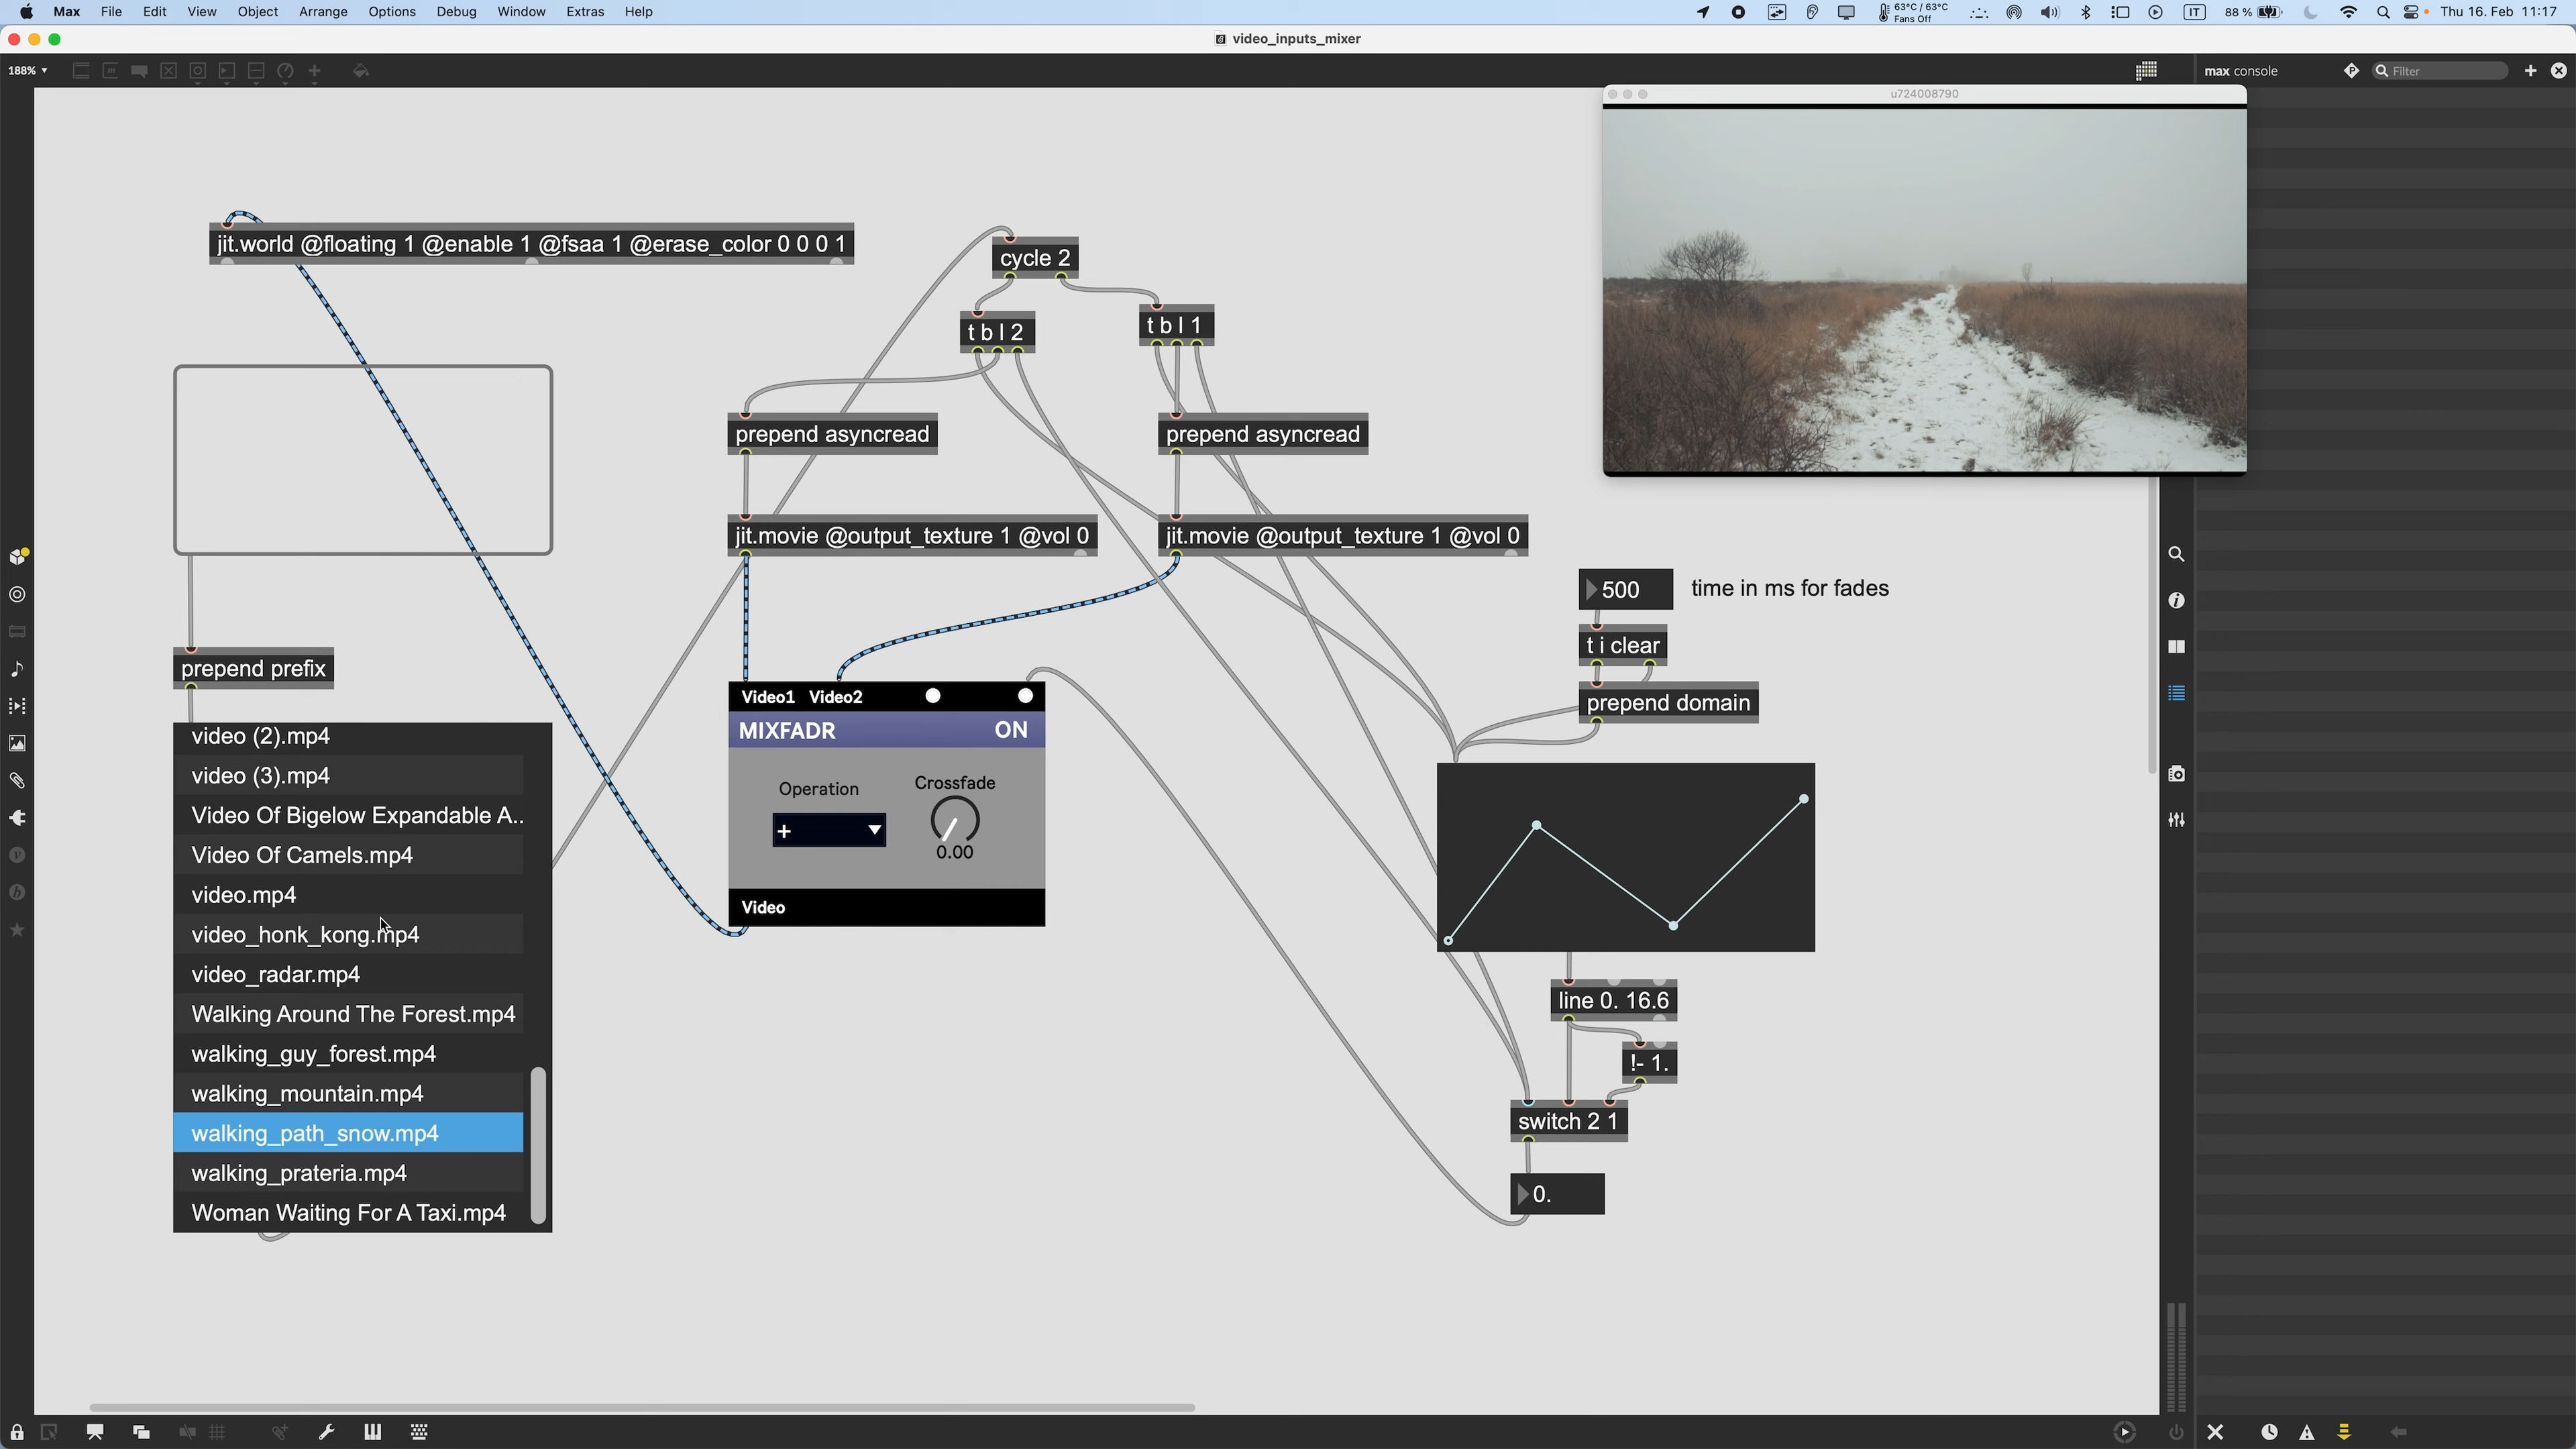 Max File Edit View Object Arrange Options Debug Window Extras Help
63°C / 63°C
Fans Off
IT
88 %
Thu 16. Feb 11:17
video_inputs_mixer
188%
max console
Filter
u724008790
jit.world @floating 1 @enable 1 @fsaa 1 @erase_color 0 0 0 1
cycle 2
t b l 2
t b l 1
prepend asyncread
prepend asyncread
jit.movie @output_texture 1 @vol 0
jit.movie @output_texture 1 @vol 0
500
time in ms for fades
t i clear
prepend prefix
prepend domain
Video1 Video2
MIXFADR ON
Operation
Crossfade
+
0.00
Video
video (2).mp4
video (3).mp4
Video Of Bigelow Expandable A..
Video Of Camels.mp4
video.mp4
video_honk_kong.mp4
video_radar.mp4
Walking Around The Forest.mp4
walking_guy_forest.mp4
walking_mountain.mp4
walking_path_snow.mp4
walking_prateria.mp4
Woman Waiting For A Taxi.mp4
line 0. 16.6
!- 1.
switch 2 1
0.